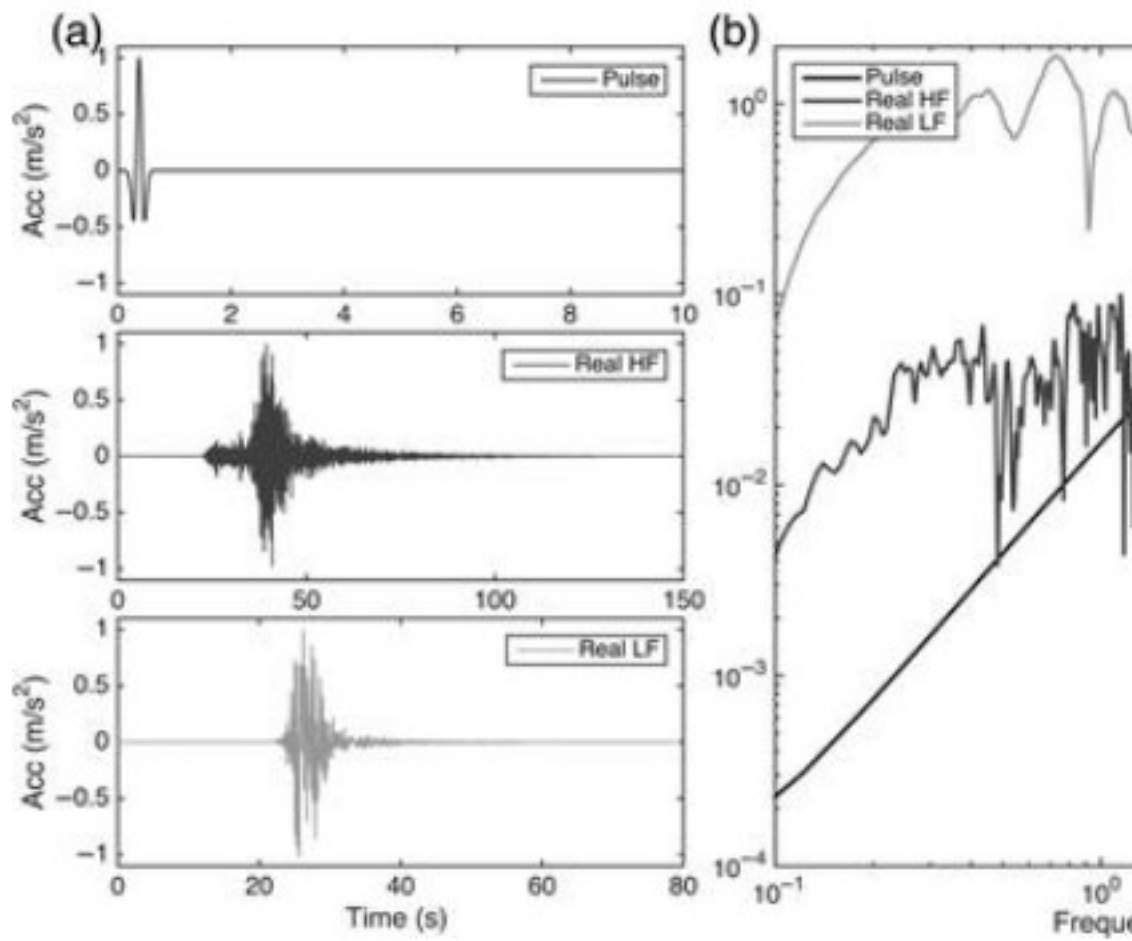 (a)
Acc (m/s²)
1
0.5
0
−0.5
−1
Pulse
0 2 4 6 8 10
Acc (m/s²)
1
0.5
0
−0.5
−1
Real HF
0 50 100 150
Acc (m/s²)
1
0.5
0
−0.5
−1
Real LF
0 20 40 60 80
Time (s)
(b)
Pulse
Real HF
Real LF
10⁰
10⁻¹
10⁻²
10⁻³
10⁻⁴
10⁻¹ 10⁰
Freque